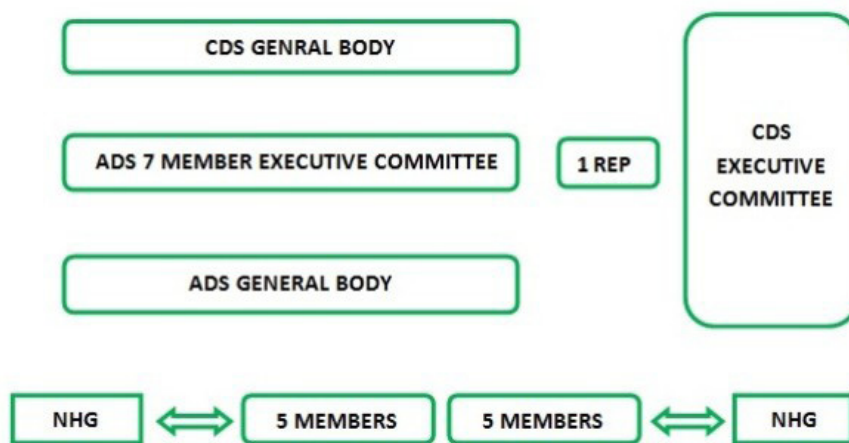 CDS GENRAL BODY
ADS 7 MEMBER EXECUTIVE COMMITTEE
1 REP
CDS
EXECUTIVE
COMMITTEE
ADS GENERAL BODY
NHG
5 MEMBERS
5 MEMBERS
NHG